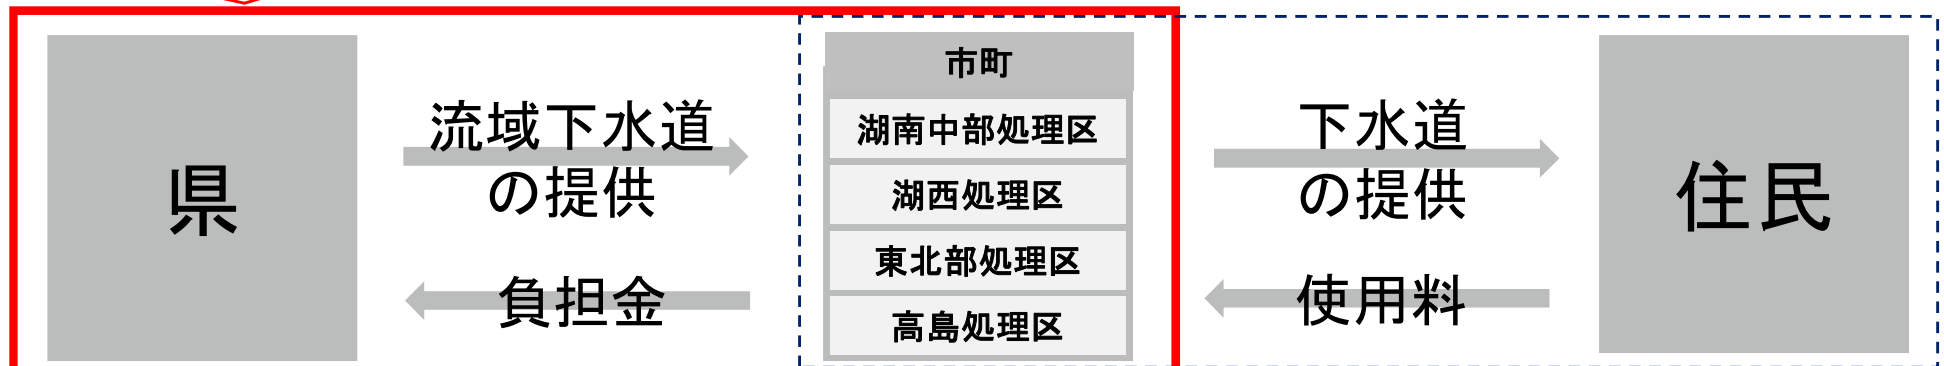 県
流域下水道
の提供
負担金
市町
湖南中部処理区
湖西処理区
東北部処理区
高島処理区
下水道
の提供
使用料
住民